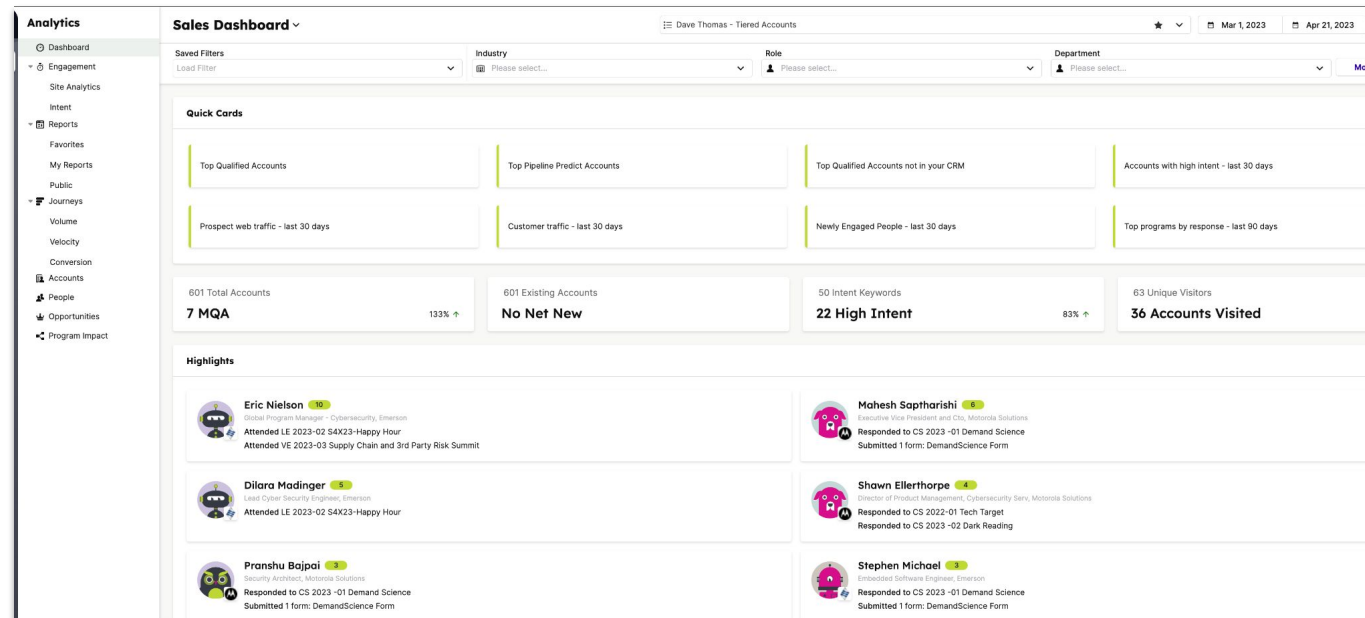 Analytics
Dashboard
Engagement
Site Analytics
Intent
Reports
Favorites
My Reports
Public
Journeys
Volume
Velocity
Conversion
Accounts
People
Opportunities
Program Impact
Sales Dashboard
Dave Thomas - Tiered Accounts
Mar 1, 2023
Apr 21, 2023
Saved Filters
Load Filter
Industry
Please select...
Role
Please select...
Department
Please select...
Mo
Quick Cards
Top Qualified Accounts
Top Pipeline Predict Accounts
Top Qualified Accounts not in your CRM
Accounts with high intent - last 30 days
Prospect web traffic - last 30 days
Customer traffic - last 30 days
Newly Engaged People - last 30 days
Top programs by response - last 90 days
601 Total Accounts
7 MQA
133% ↑
601 Existing Accounts
No Net New
50 Intent Keywords
22 High Intent
83% ↑
63 Unique Visitors
36 Accounts Visited
Highlights
Eric Nielson 10
Global Program Manager - Cybersecurity, Emerson
Attended LE 2023-02 S4X23-Happy Hour
Attended VE 2023-03 Supply Chain and 3rd Party Risk Summit
Mahesh Saptharishi 6
Executive Vice President and Cto, Motorola Solutions
Responded to CS 2023 -01 Demand Science
Submitted 1 form: DemandScience Form
Dilara Madinger 5
Lead Cyber Security Engineer, Emerson
Attended LE 2023-02 S4X23-Happy Hour
Shawn Ellerthorpe 4
Director of Product Management, Cybersecurity Serv, Motorola Solutions
Responded to CS 2022-01 Tech Target
Responded to CS 2023 -02 Dark Reading
Pranshu Bajpai 3
Security Architect, Motorola Solutions
Responded to CS 2023 -01 Demand Science
Submitted 1 form: DemandScience Form
Stephen Michael 3
Embedded Software Engineer, Emerson
Responded to CS 2023 -01 Demand Science
Submitted 1 form: DemandScience Form